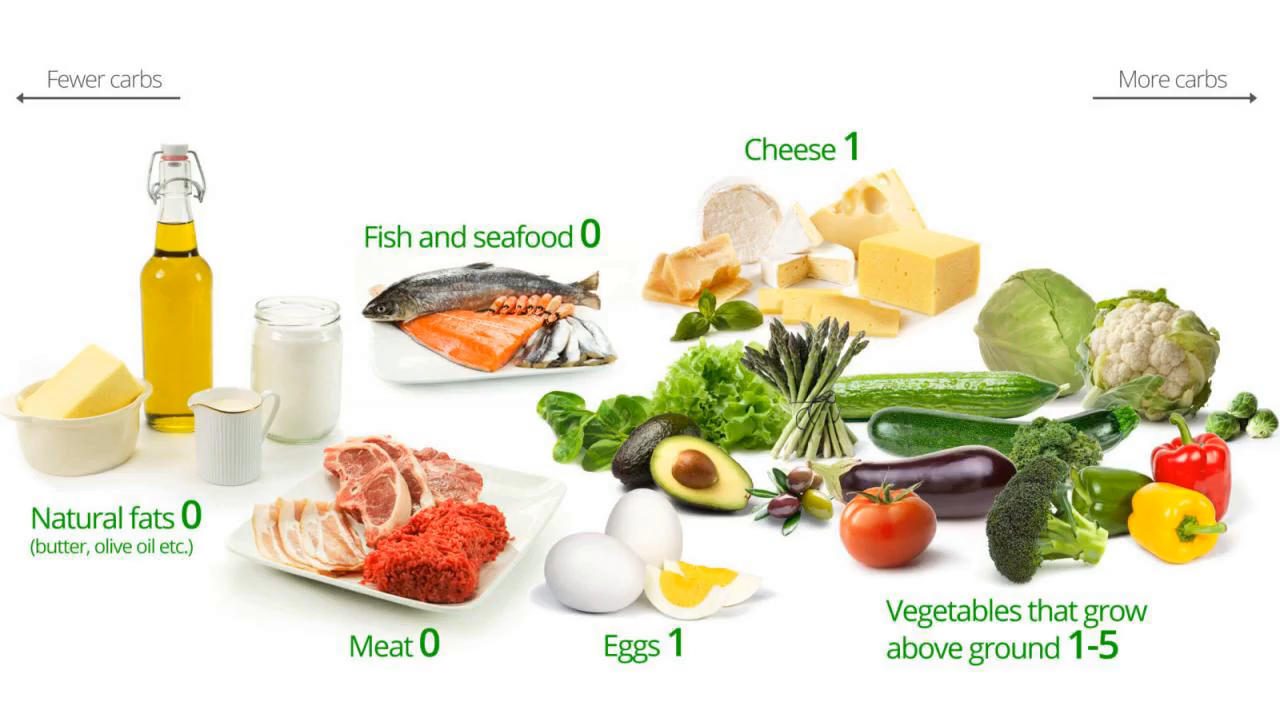 Fewer carbs
More carbs
Cheese 1
Fish and seafood 0
Natural fats 0
(butter, olive oil etc.)
Meat 0
Eggs 1
Vegetables that grow
above ground 1-5